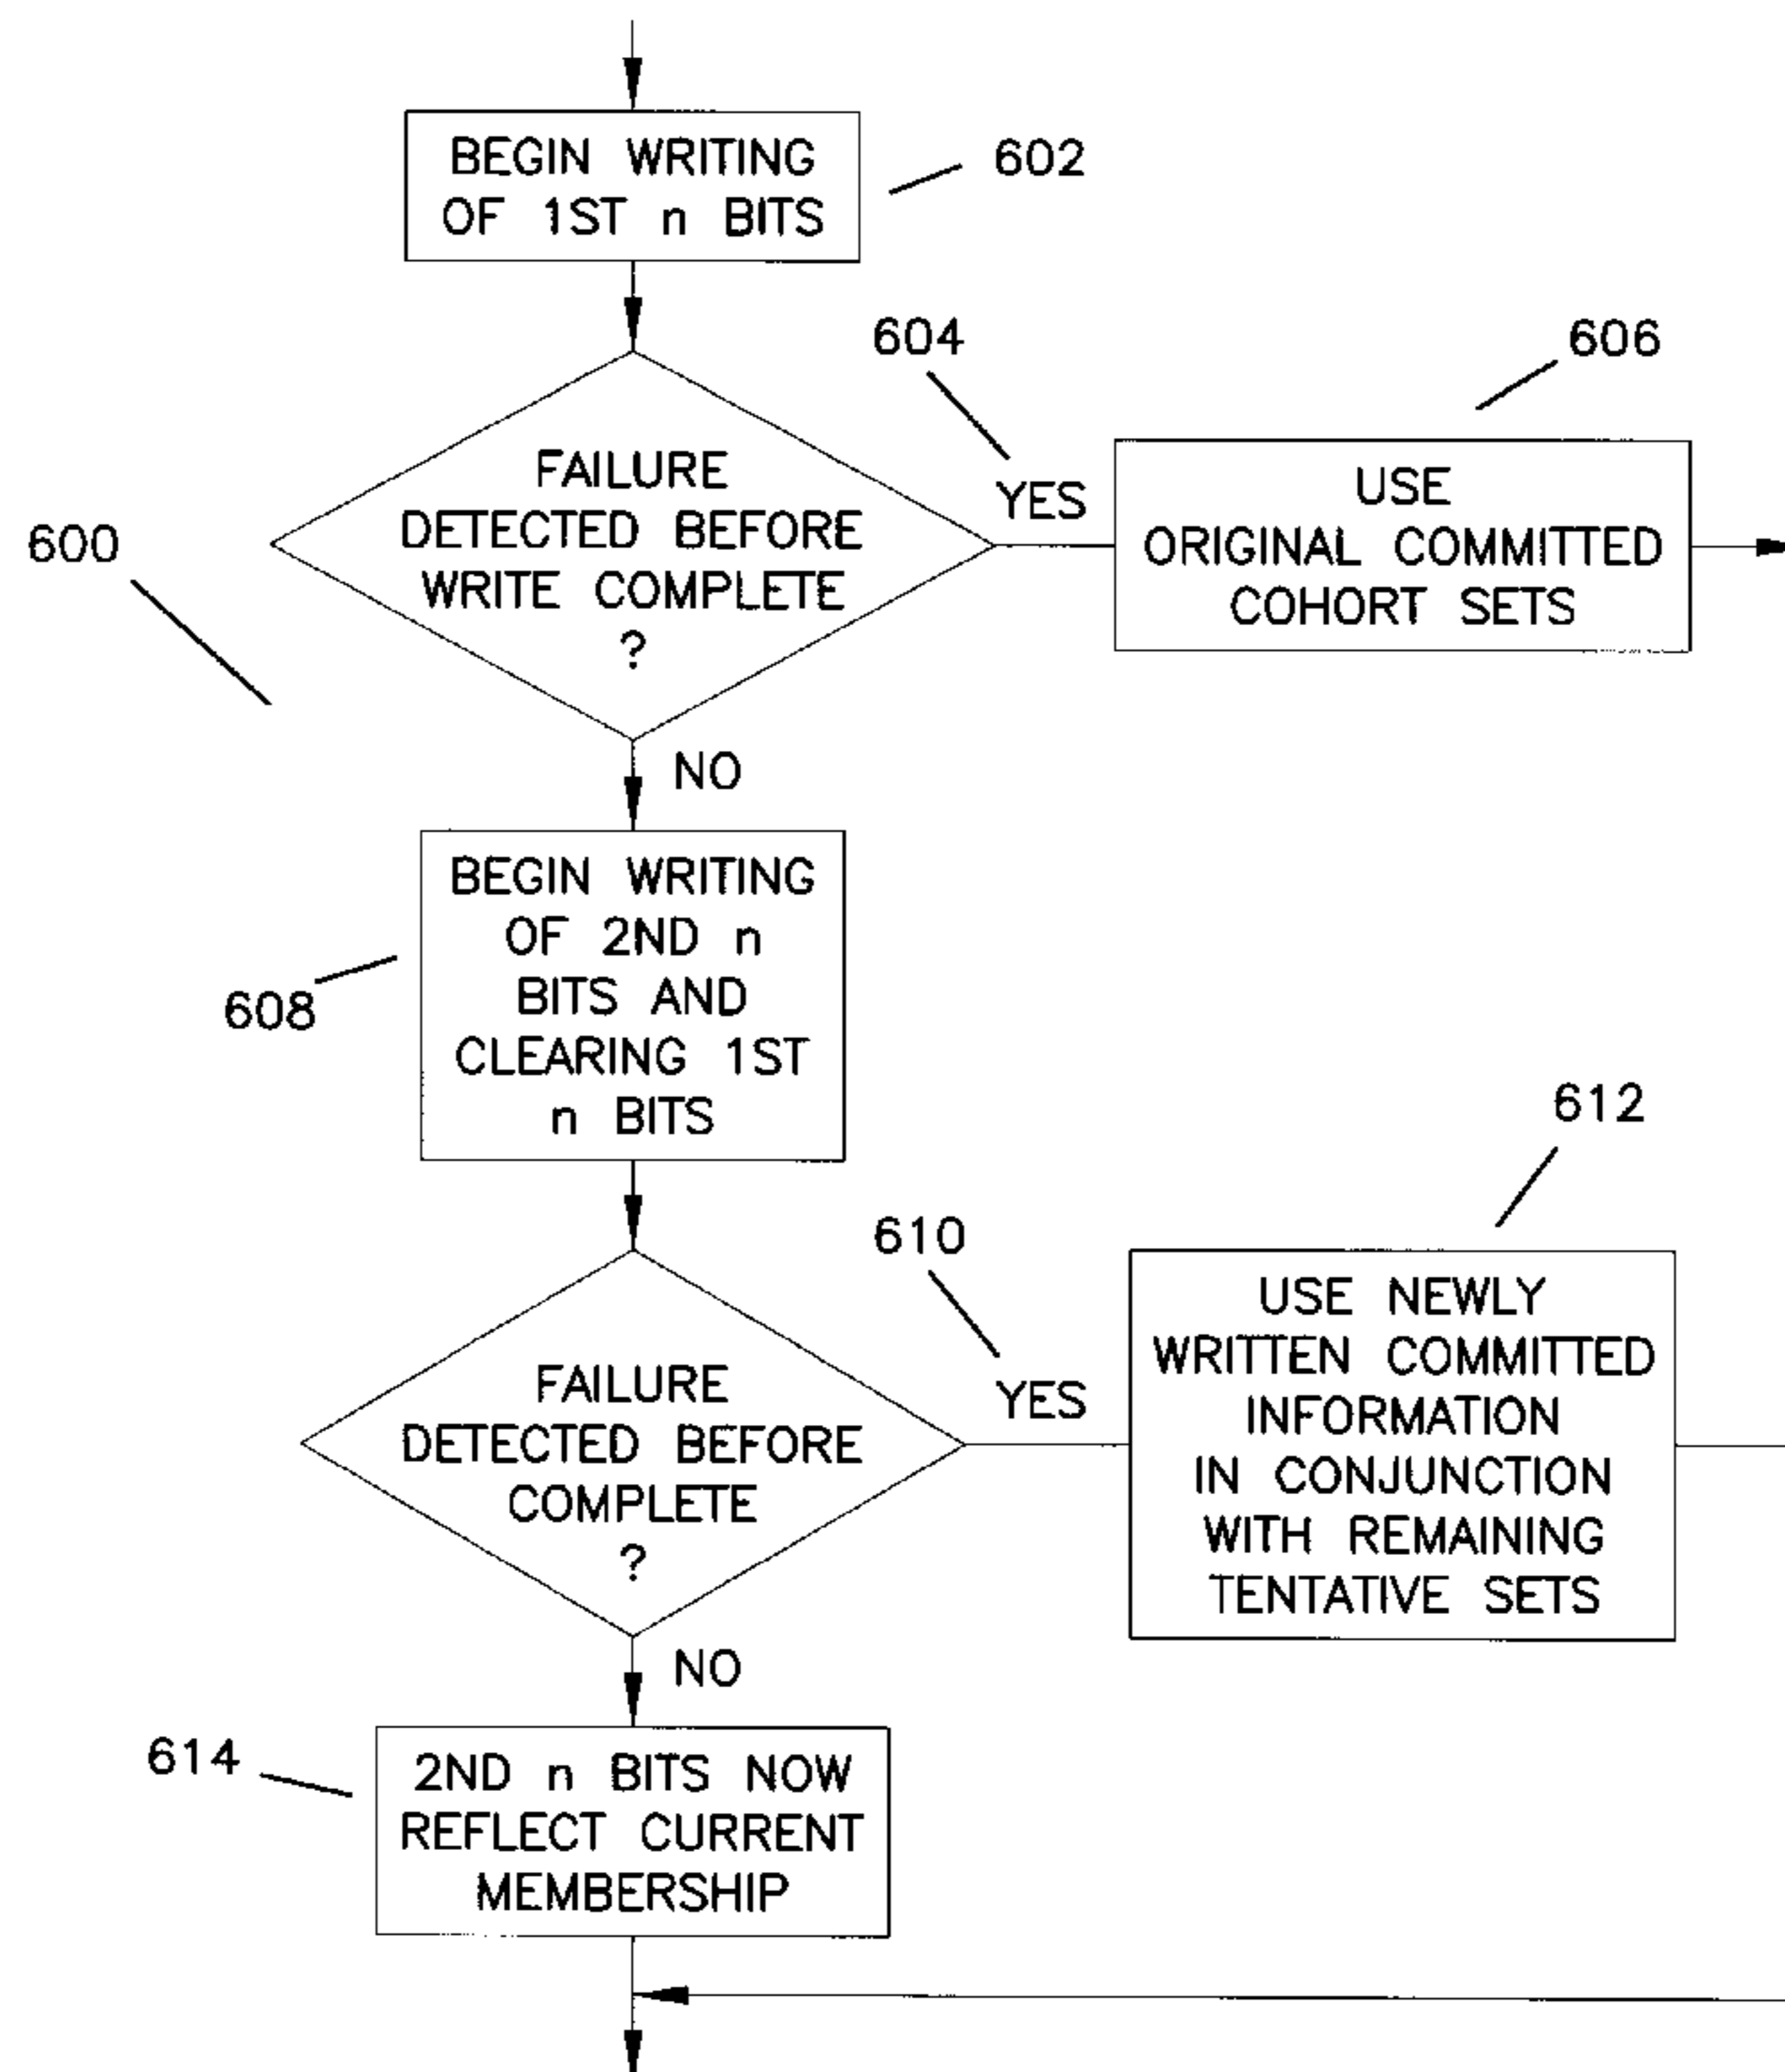 BEGIN WRITING
OF 1ST n BITS
602
604
606
FAILURE
DETECTED BEFORE
WRITE COMPLETE
?
YES
USE
ORIGINAL COMMITTED
COHORT SETS
600
NO
BEGIN WRITING
OF 2ND n
BITS AND
CLEARING 1ST
n BITS
608
610
612
FAILURE
DETECTED BEFORE
COMPLETE
?
YES
USE NEWLY
WRITTEN COMMITTED
INFORMATION
IN CONJUNCTION
WITH REMAINING
TENTATIVE SETS
NO
614
2ND n BITS NOW
REFLECT CURRENT
MEMBERSHIP